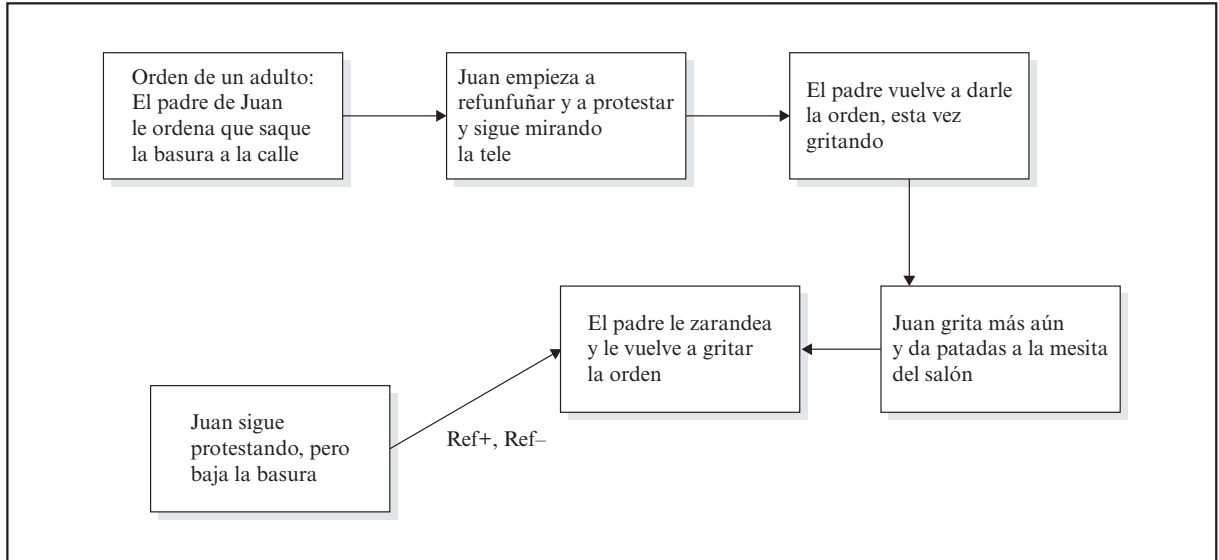 Orden de un adulto:
El padre de Juan
le ordena que saque
la basura a la calle
Juan empieza a
refunfuñar y a protestar
y sigue mirando
la tele
El padre vuelve a darle
la orden, esta vez
gritando
Juan grita más aún
y da patadas a la mesita
del salón
El padre le zarandea
y le vuelve a gritar
la orden
Juan sigue
protestando, pero
baja la basura
Ref+, Ref–